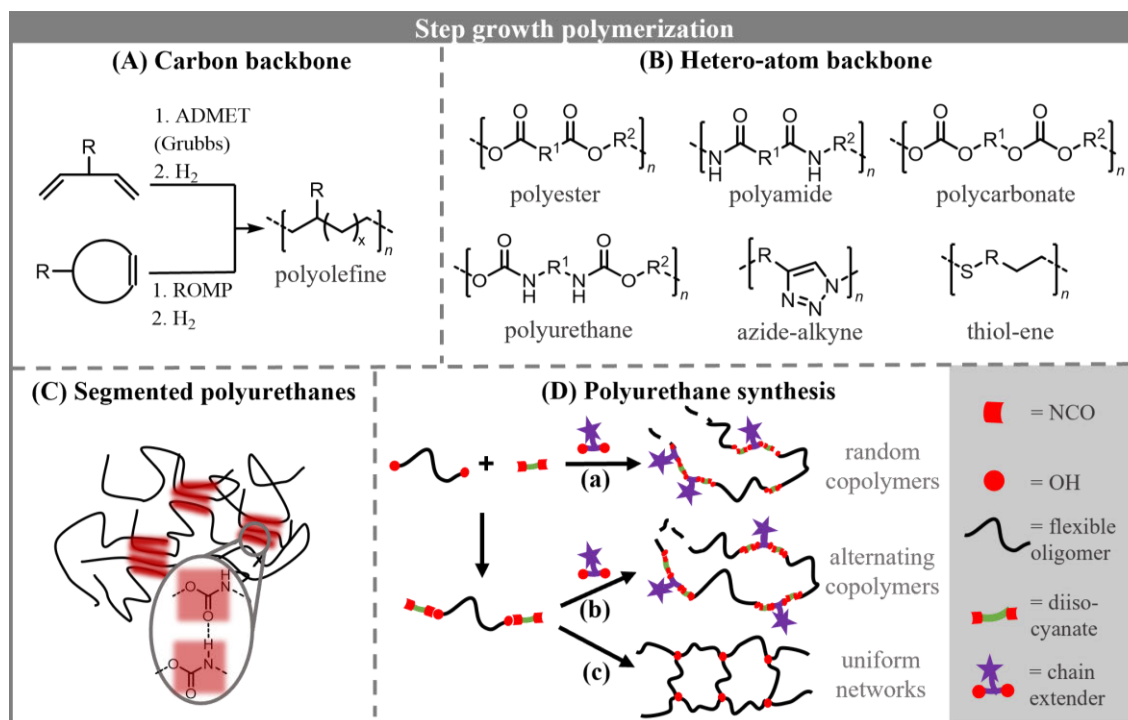 Step growth polymerization
(A) Carbon backbone
1. ADMET
(Grubbs)
2. H₂
R
R
1. ROMP
2. H₂
R
x
n
polyolefine
(B) Hetero-atom backbone
O
O
O
R¹
O
R²
n
polyester
O
O
N
H
R¹
N
H
R²
n
polyamide
O
O
O
O
R¹
O
O
R²
n
polycarbonate
O
O
O
N
H
R¹
N
H
O
R²
n
polyurethane
R
N
N
N
n
azide-alkyne
S
R
n
thiol-ene
(C) Segmented polyurethanes
H
O
N
O
H
O
N
O
(D) Polyurethane synthesis
+
(a)
random
copolymers
(b)
alternating
copolymers
(c)
uniform
networks
= NCO
= OH
= flexible
oligomer
= diiso-
cyanate
= chain
extender